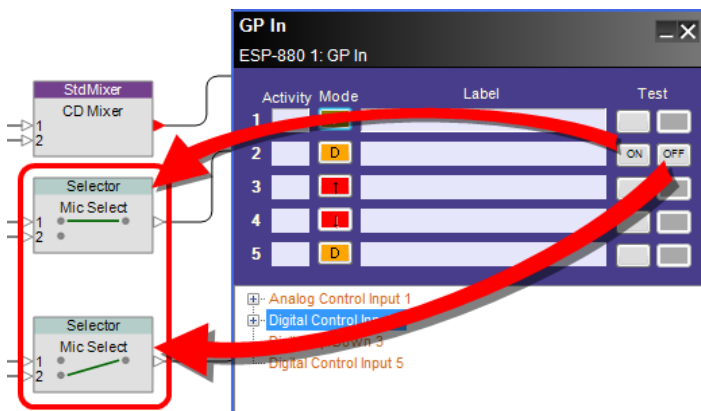 StdMixer
CD Mixer
1
2
Selector
Mic Select
1
2
Selector
Mic Select
1
2
GP In
ESP-880 1: GP In
Activity Mode Label Test
1
2 D ON OFF
3 ↑
4 ↓
5 D
Analog Control Input 1
Digital Control
Down 3
Digital Control Input 5